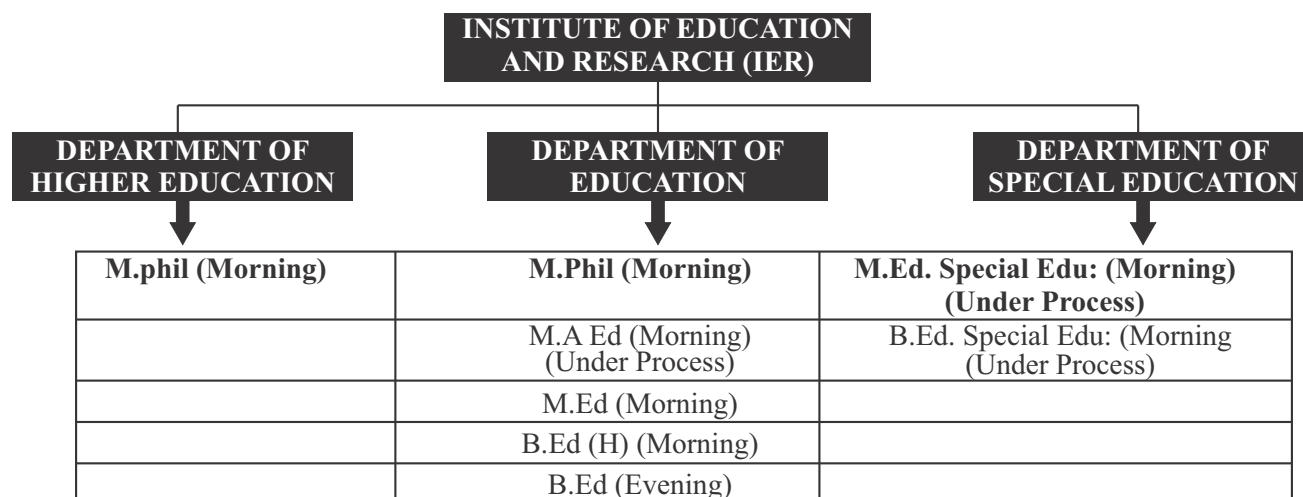 INSTITUTE OF EDUCATION
AND RESEARCH (IER)
DEPARTMENT OF
HIGHER EDUCATION
DEPARTMENT OF
EDUCATION
DEPARTMENT OF
SPECIAL EDUCATION
M.phil (Morning)
M.Phil (Morning)
M.Ed. Special Edu: (Morning)
(Under Process)
M.A Ed (Morning)
(Under Process)
B.Ed. Special Edu: (Morning
(Under Process)
M.Ed (Morning)
B.Ed (H) (Morning)
B.Ed (Evening)